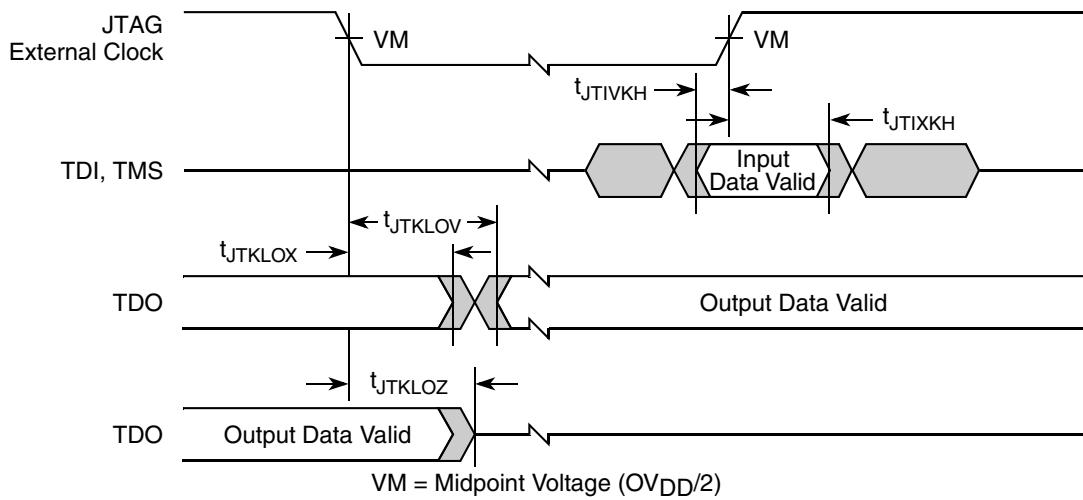 JTAG
External Clock
VM
VM
tJTIVKH
tJTIXKH
TDI, TMS
Input
Data Valid
tJTKLOV
tJTKLOX
TDO
Output Data Valid
tJTKLOZ
TDO
Output Data Valid
VM = Midpoint Voltage (OVDD/2)